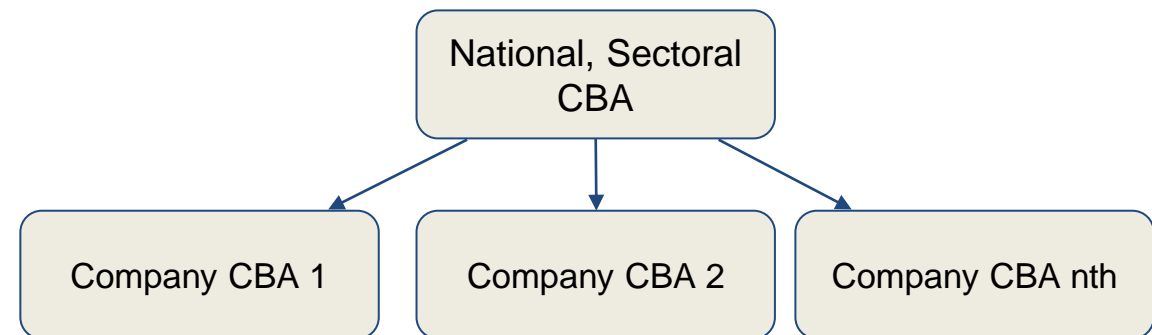 National, Sectoral
CBA
Company CBA 1
Company CBA 2
Company CBA nth